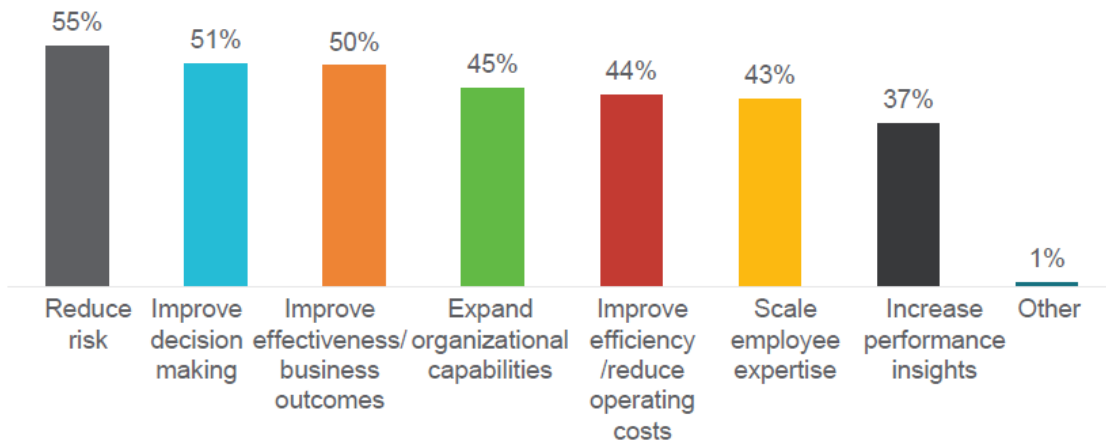 55%
51%
50%
45%
44%
43%
37%
1%
Reduce
risk
Improve
decision
making
Improve
effectiveness/
business
outcomes
Expand
organizational
capabilities
Improve
efficiency
/reduce
operating
costs
Scale
employee
expertise
Increase
performance
insights
Other